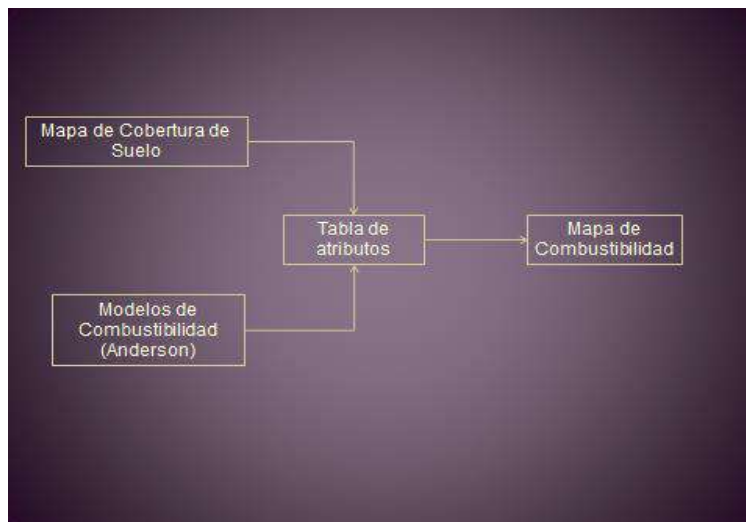 Mapa de Cobertura de
Suelo
Tabla de
atributos
Mapa de
Combustibilidad
Modelos de
Combustibilidad
(Anderson)